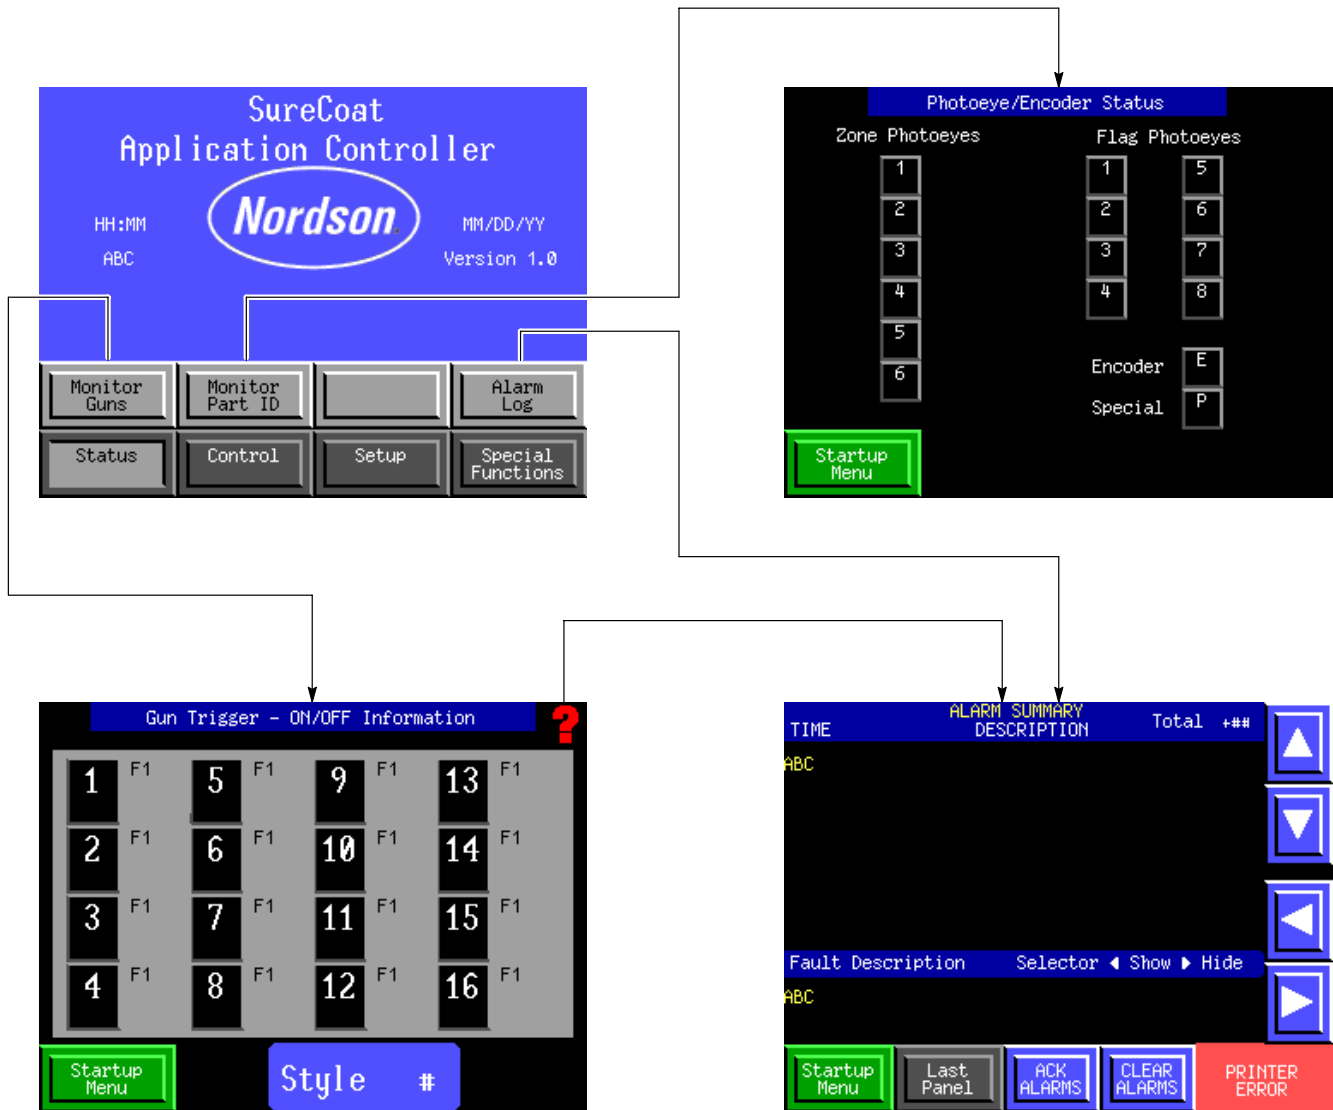 SureCoat
Application Controller
Nordson
HH:MM
MM/DD/YY
ABC
Version 1.0
Monitor Guns
Monitor Part ID
Alarm Log
Status
Control
Setup
Special Functions
Photoeye/Encoder Status
Zone Photoeyes
Flag Photoeyes
1
2
3
4
5
6
1
5
2
6
3
7
4
8
Encoder E
Special P
Startup Menu
Gun Trigger - ON/OFF Information
?
1 F1 5 F1 9 F1 13 F1
2 F1 6 F1 10 F1 14 F1
3 F1 7 F1 11 F1 15 F1
4 F1 8 F1 12 F1 16 F1
Startup Menu
Style #
ALARM SUMMARY
TIME DESCRIPTION Total +##
ABC
Fault Description Selector ◀ Show ▶ Hide
ABC
Startup Menu
Last Panel
ACK ALARMS
CLEAR ALARMS
PRINTER ERROR